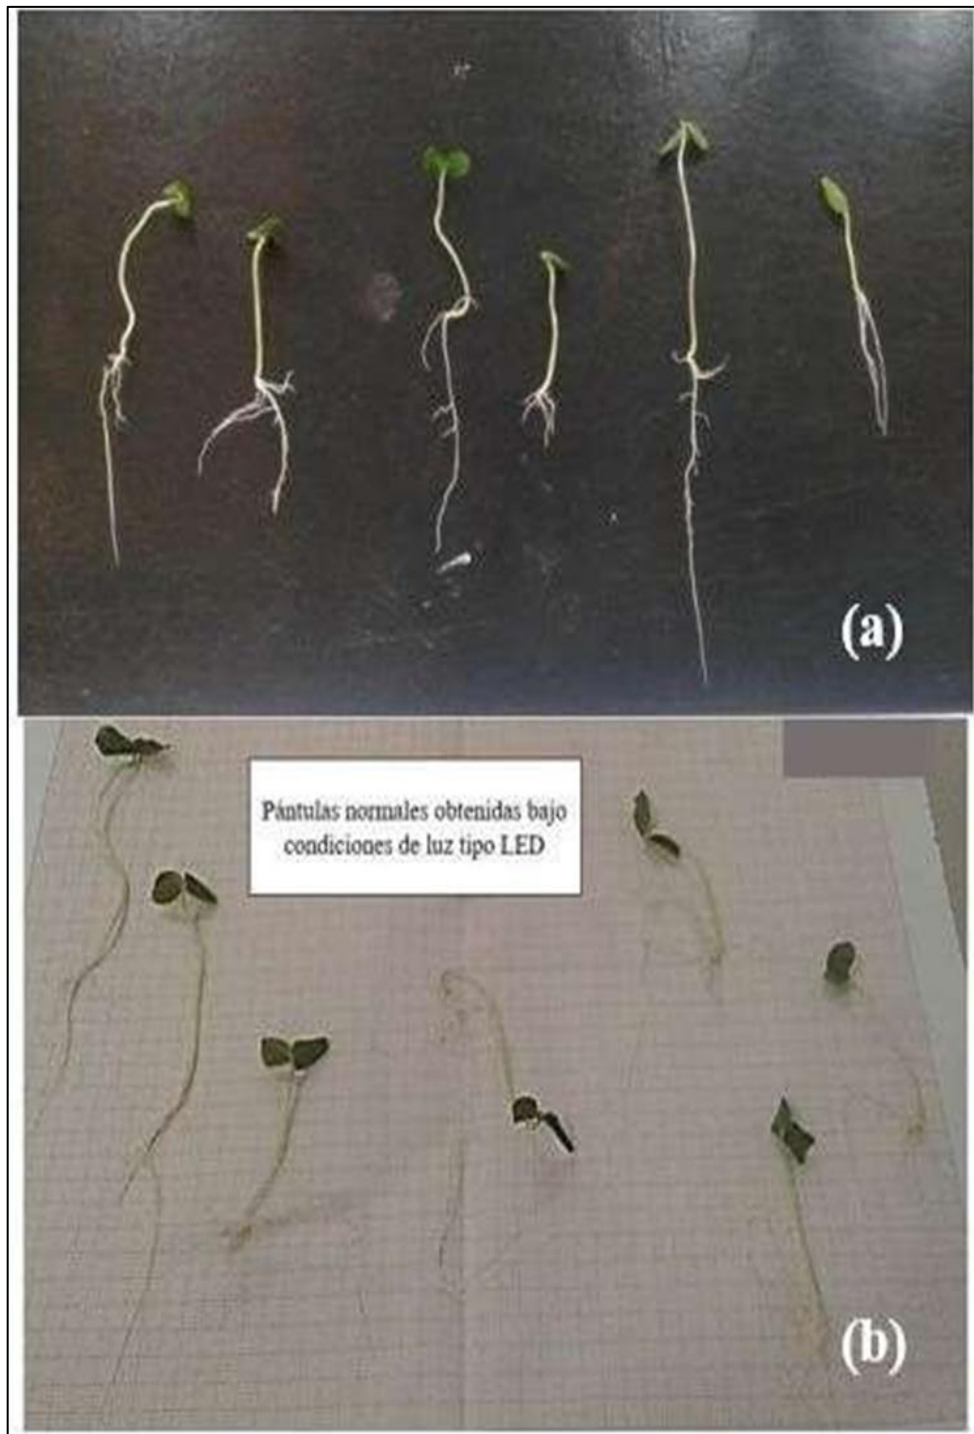 (a)
Pántulas normales obtenidas bajo
condiciones de luz tipo LED
(b)